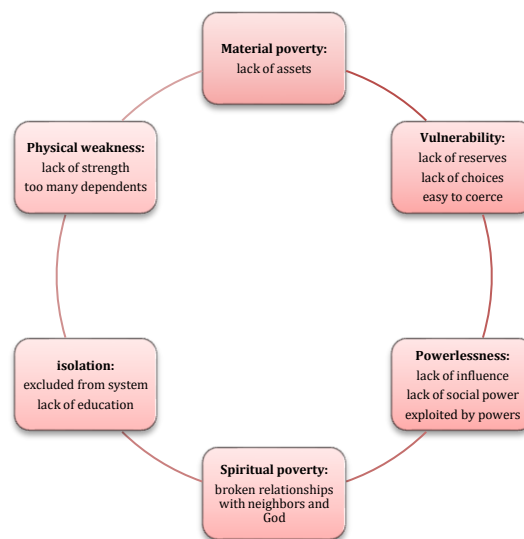 Material poverty:
lack of assets
Vulnerability:
lack of reserves
lack of choices
easy to coerce
Powerlessness:
lack of influence
lack of social power
exploited by powers
Spiritual poverty:
broken relationships
with neighbors and
God
isolation:
excluded from system
lack of education
Physical weakness:
lack of strength
too many dependents